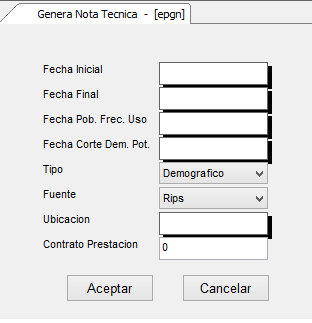 Genera Nota Tecnica - [epgn]
Fecha Inicial
Fecha Final
Fecha Pob. Frec. Uso
Fecha Corte Dem. Pot.
Tipo Demografico
Fuente Rips
Ubicacion
Contrato Prestacion 0
Aceptar Cancelar